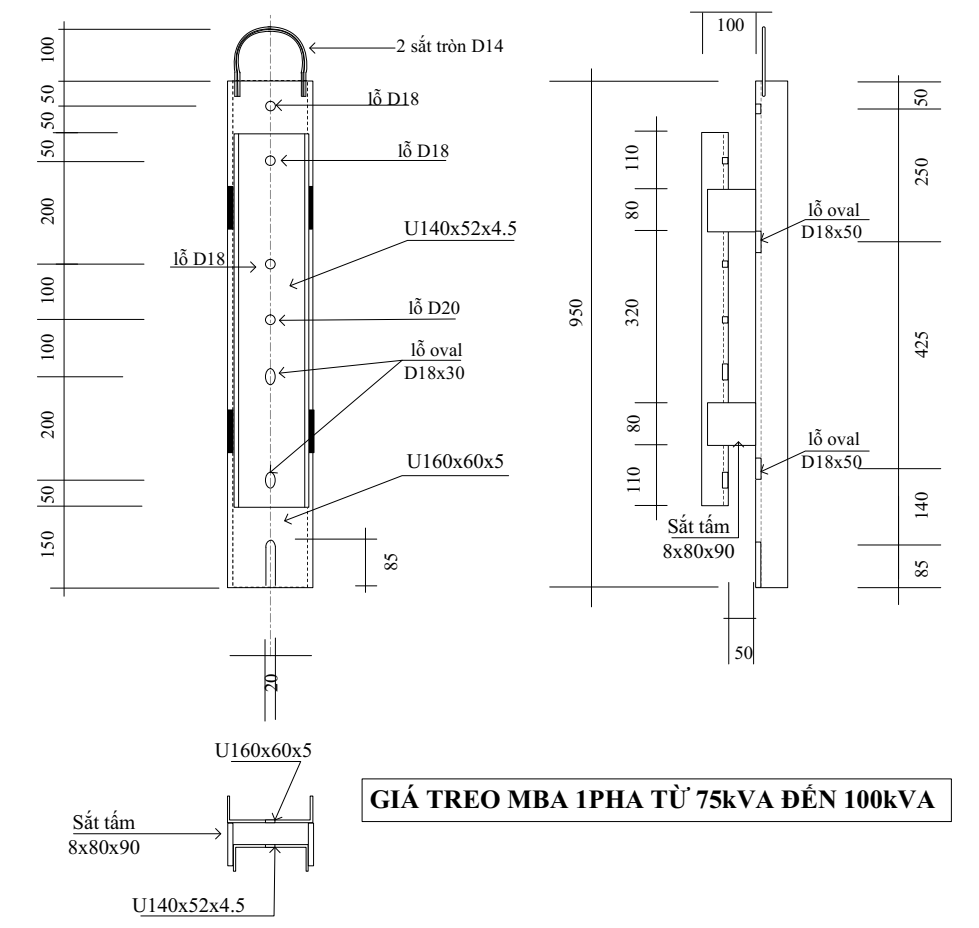 100
50
50
50
200
100
100
200
50
150
2 sắt tròn D14
lỗ D18
lỗ D18
U140x52x4.5
lỗ D18
lỗ D20
lỗ oval
D18x30
U160x60x5
85
20
100
110
80
320
80
110
950
50
250
425
140
85
lỗ oval
D18x50
lỗ oval
D18x50
Sắt tấm
8x80x90
50
U160x60x5
Sắt tấm
8x80x90
U140x52x4.5
GIÁ TREO MBA 1PHA TỪ 75kVA ĐẾN 100kVA